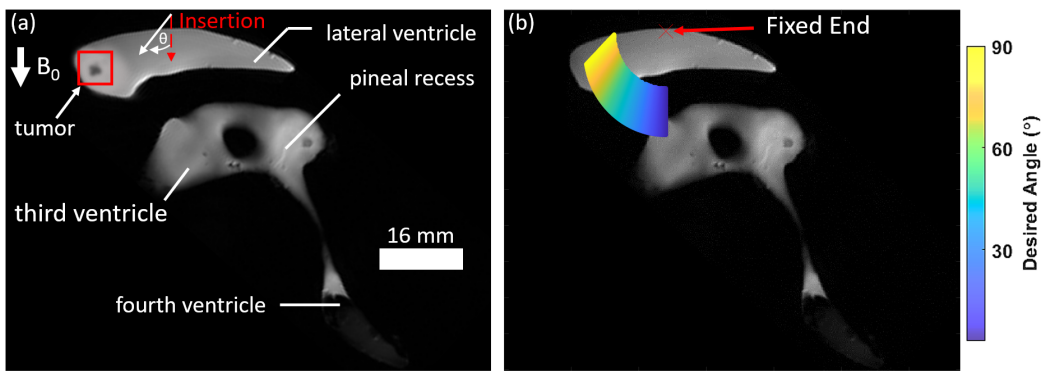 (a)
Insertion
θ
lateral ventricle
B0
pineal recess
tumor
third ventricle
16 mm
fourth ventricle
(b)
Fixed End
90
60
30
Desired Angle (°)